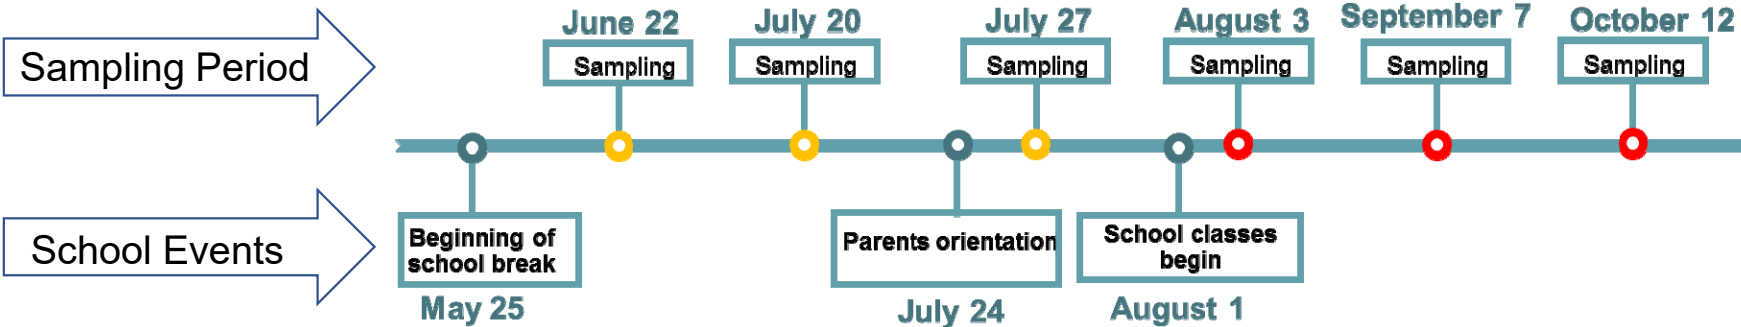 June 22
July 20
July 27
August 3
September 7
October 12
Sampling Period
Sampling
Sampling
Sampling
Sampling
Sampling
Sampling
School Events
Beginning of
school break
Parents orientation
School classes
begin
May 25
July 24
August 1